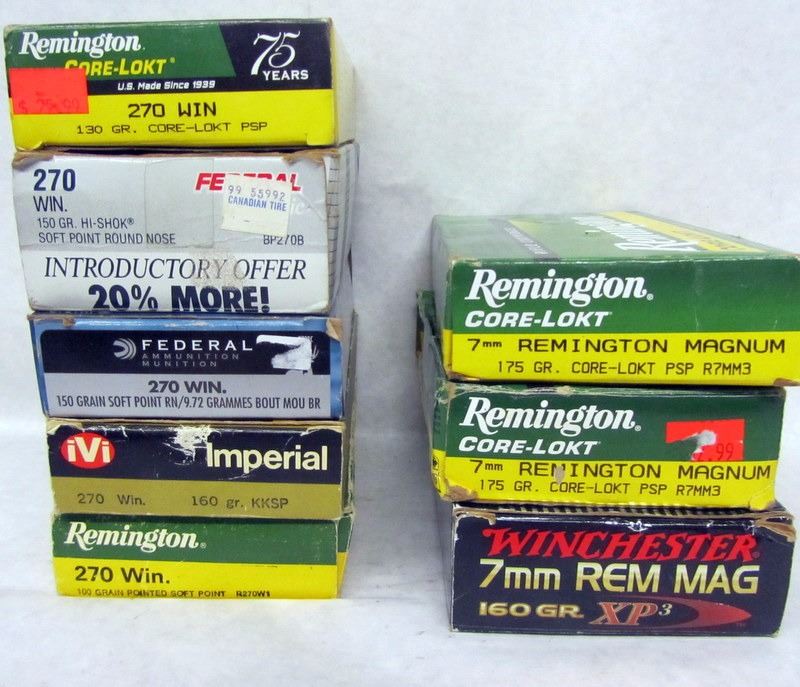 Remington
CORE-LOKT
75 YEARS
U.S. Made Since 1939
270 WIN
130 GR. CORE-LOKT PSP
270
WIN.
150 GR. HI-SHOK®
SOFT POINT ROUND NOSE
99 55992
CANADIAN TIRE
BP270B
INTRODUCTORY OFFER
20% MORE!
FEDERAL
AMMUNITION
MUNITION
270 WIN.
150 GRAIN SOFT POINT RN/9.72 GRAMMES BOUT MOU BR
iVi Imperial
270 Win. 160 gr. KKSP
Remington®
270 Win.
100 GRAIN POINTED SOFT POINT R270W1
Remington®
CORE-LOKT
7mm REMINGTON MAGNUM
175 GR. CORE-LOKT PSP R7MM3
Remington®
CORE-LOKT
.99
7mm REMINGTON MAGNUM
175 GR. CORE-LOKT PSP R7MM3
WINCHESTER®
7mm REM MAG
160 GR. XP3